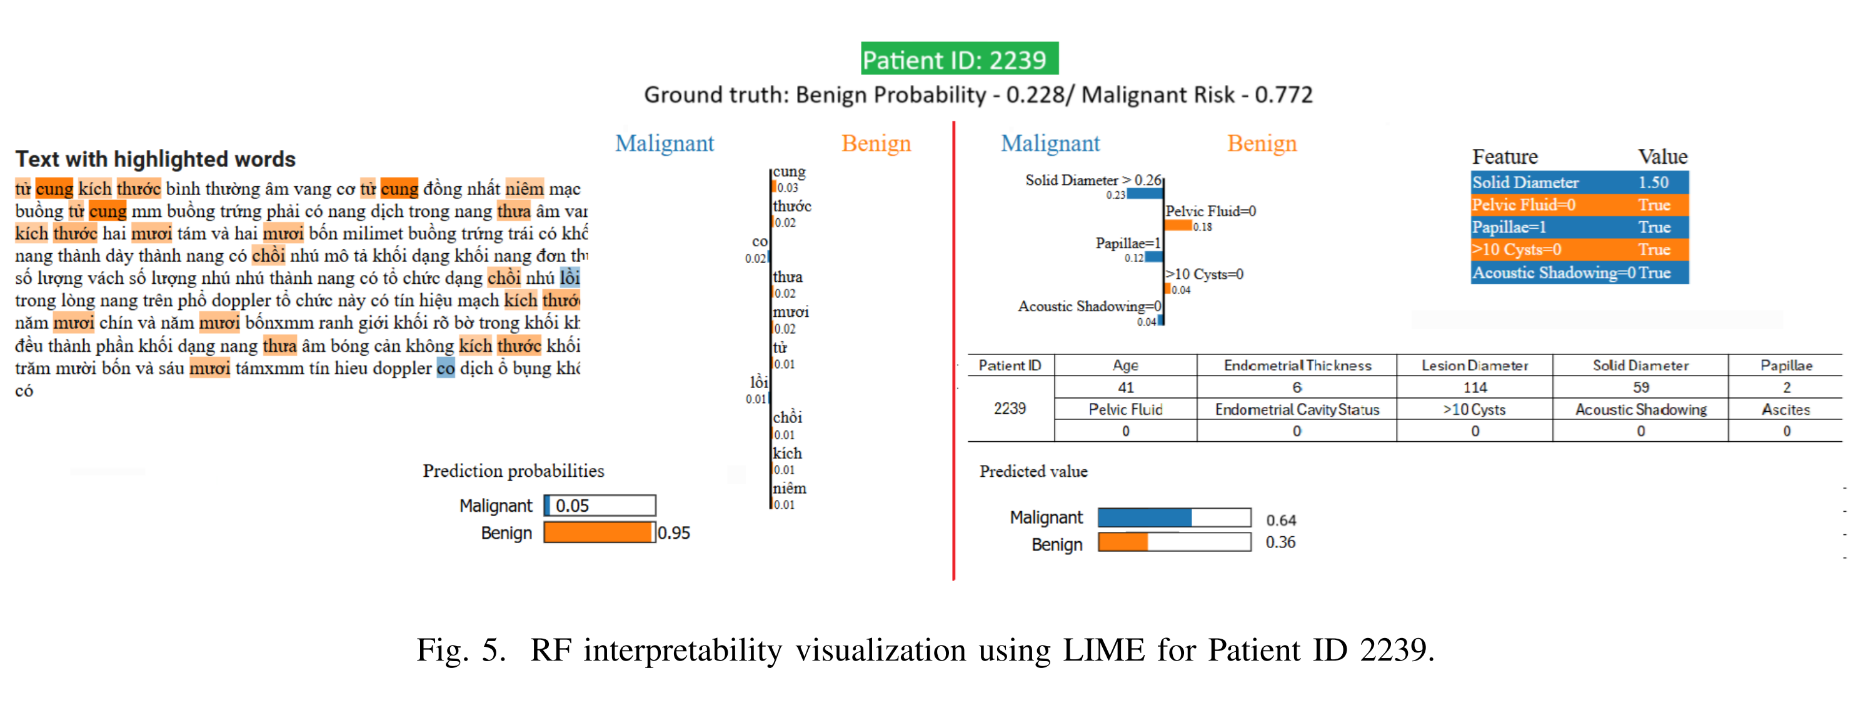 Patient ID: 2239
Ground truth: Benign Probability - 0.228/ Malignant Risk - 0.772
Text with highlighted words
tử cung kích thước bình thường âm vang cơ tử cung đồng nhất niêm mạc
buồng tử cung mm buồng trứng phải có nang dịch trong nang thưa âm
kích thước hai mươi tám và hai mươi bốn milimet buồng trứng trái có
nang thành dày thành nang có chồi nhú mô tả khối dạng khối nang đơn
số lượng vách số lượng nhú nhú thành nang có tổ chức dạng chồi nhú lồi
trong lòng nang trên phổ doppler tổ chức này có tín hiệu mạch kích thước
năm mươi chín và năm mươi bốnxmm ranh giới khối rõ bờ trong khối
đều thành phần khối dạng nang thưa âm bóng cản không kích thước khối
trăm mười bốn và sáu mươi támxmm tín hieu doppler co dịch ổ bụng
có
Malignant
Benign
cung
0.03
thước
0.02
co
0.02
thưa
0.02
mươi
0.02
tử
0.01
lồi
0.01
chồi
0.01
kích
0.01
niêm
0.01
Prediction probabilities
Malignant 0.05
Benign 0.95
Malignant
Benign
Solid Diameter > 0.26
0.23
Pelvic Fluid=0
0.18
Papillae=1
0.12
>10 Cysts=0
0.04
Acoustic Shadowing=0
0.04
Feature Value
Solid Diameter 1.50
Pelvic Fluid=0 True
Papillae=1 True
>10 Cysts=0 True
Acoustic Shadowing=0 True
Patient ID Age Endometrial Thickness Lesion Diameter Solid Diameter Papillae
41 6 114 59 2
2239 Pelvic Fluid Endometrial Cavity Status >10 Cysts Acoustic Shadowing Ascites
0 0 0 0 0
Predicted value
Malignant 0.64
Benign 0.36
Fig. 5. RF interpretability visualization using LIME for Patient ID 2239.